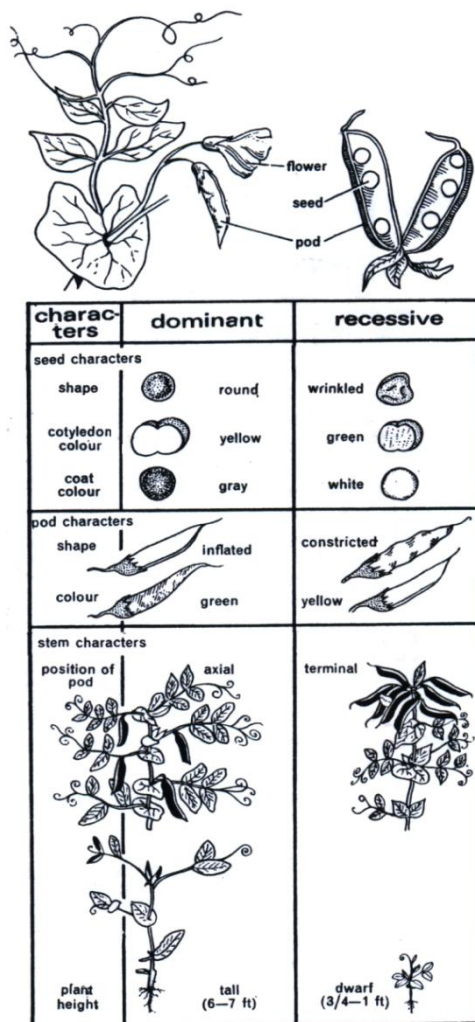 flower
seed
pod
charac-
ters
dominant
recessive
seed characters
shape
round
wrinkled
cotyledon
colour
yellow
green
coat
colour
gray
white
pod characters
shape
inflated
constricted
colour
green
yellow
stem characters
position of
pod
axial
terminal
plant
height
tall
(6—7 ft)
dwarf
(3/4—1 ft)